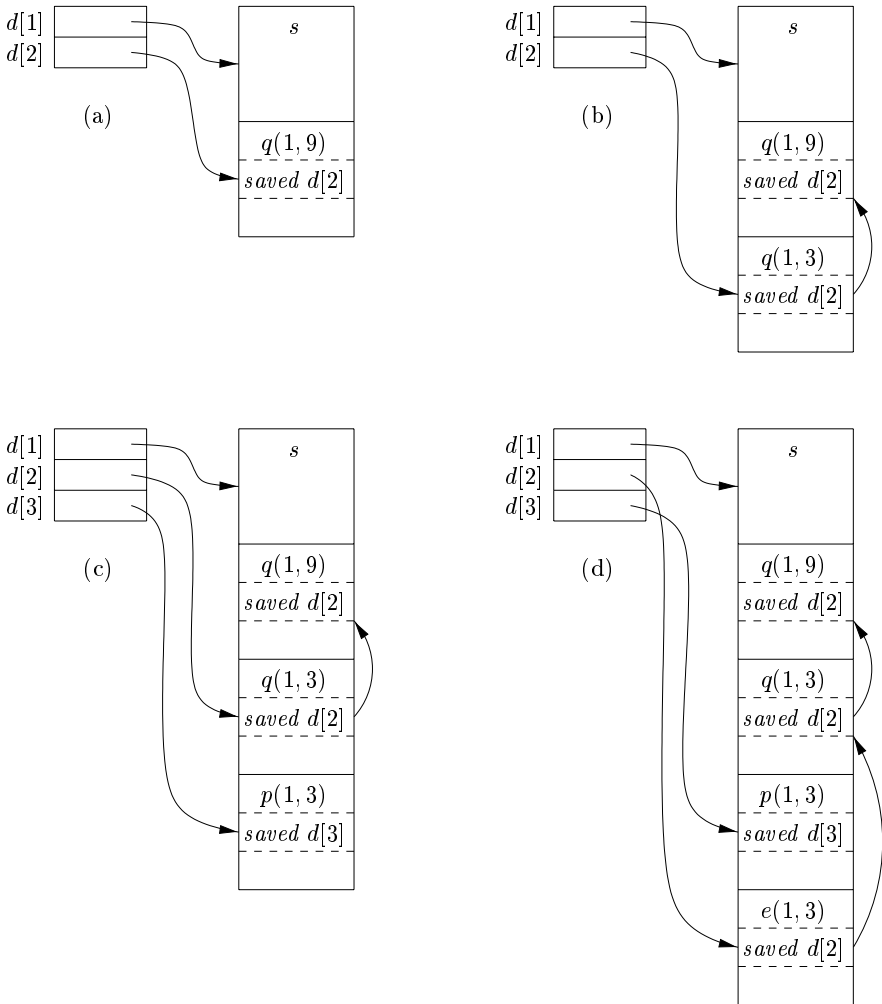 d[1]
d[2]
s
q(1, 9)
saved d[2]
(a)
d[1]
d[2]
s
q(1, 9)
saved d[2]
q(1, 3)
saved d[2]
(b)
d[1]
d[2]
d[3]
s
q(1, 9)
saved d[2]
q(1, 3)
saved d[2]
p(1, 3)
saved d[3]
(c)
d[1]
d[2]
d[3]
s
q(1, 9)
saved d[2]
q(1, 3)
saved d[2]
p(1, 3)
saved d[3]
e(1, 3)
saved d[2]
(d)